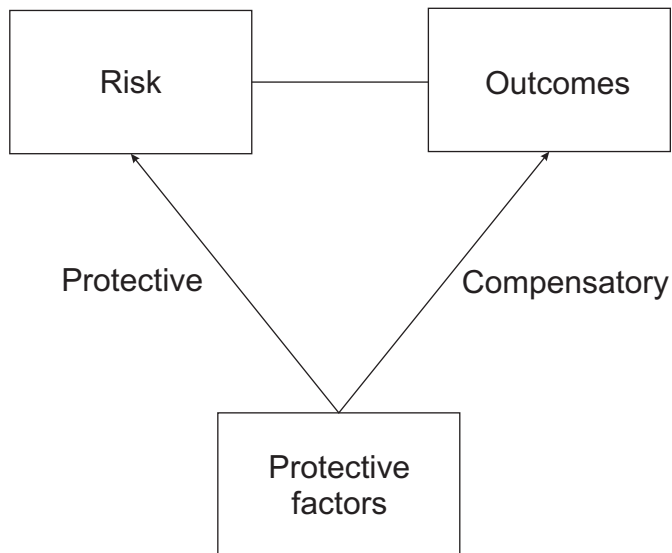 Risk
Outcomes
Protective
Compensatory
Protective
factors